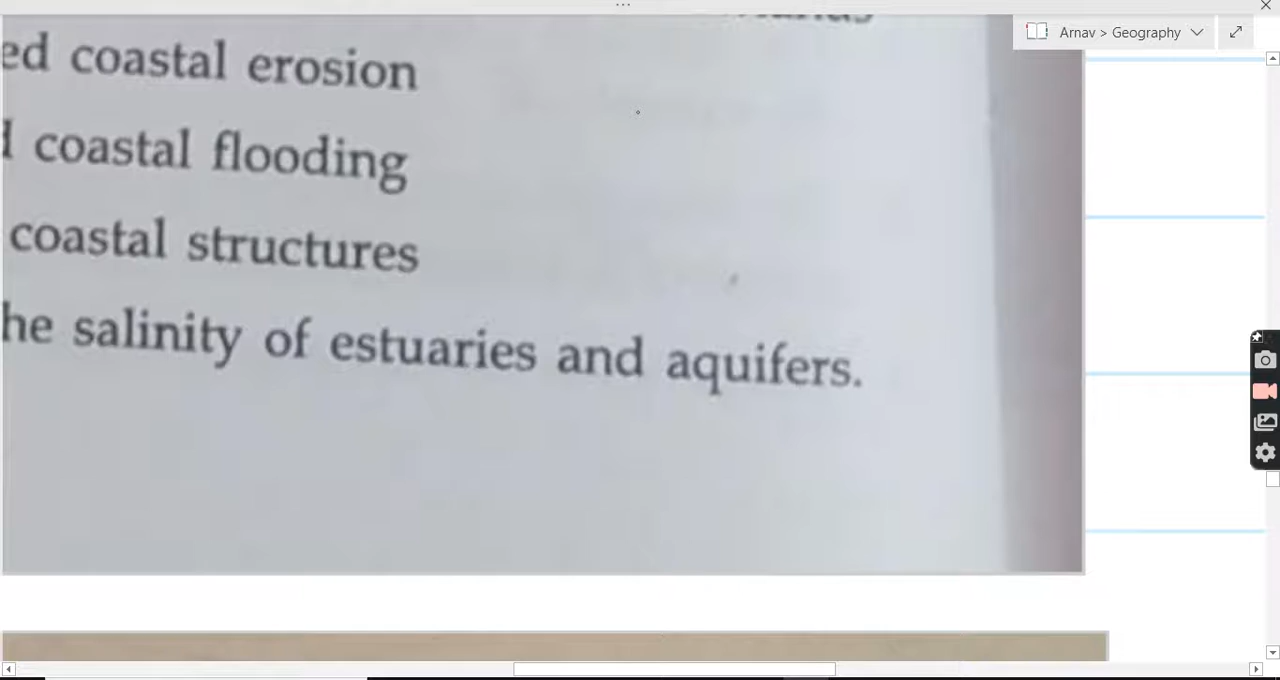 Arnav > Geography
ed coastal erosion
coastal flooding
coastal structures
he salinity of estuaries and aquifers.